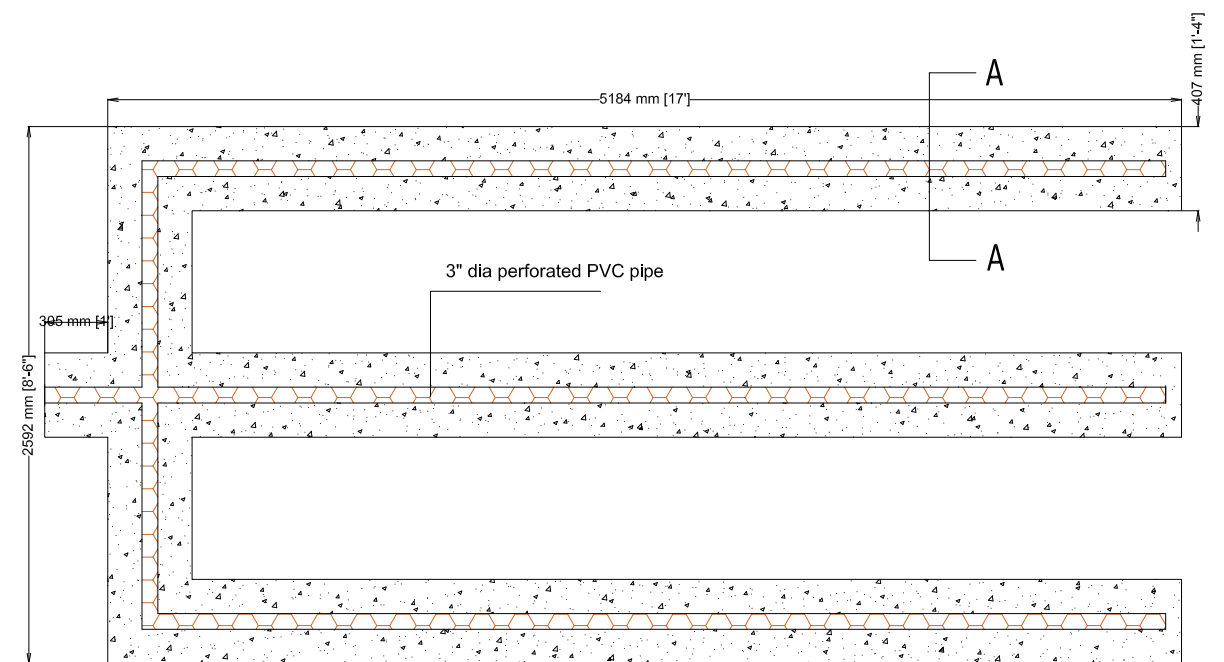 407 mm [1'-4"]
A
5184 mm [17']
A
3" dia perforated PVC pipe
305 mm [1']
2592 mm [8'-6"]